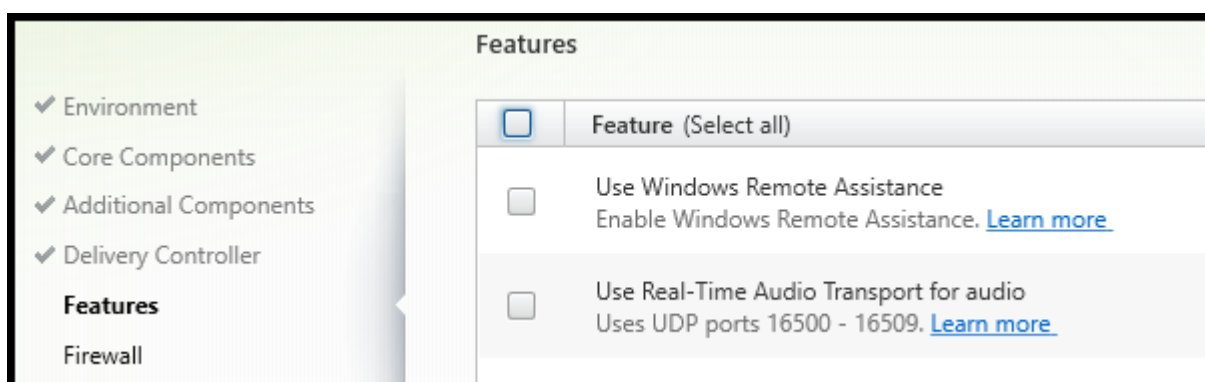 Environment
Core Components
Additional Components
Delivery Controller
Features
Firewall
Features
Feature (Select all)
Use Windows Remote Assistance
Enable Windows Remote Assistance. Learn more
Use Real-Time Audio Transport for audio
Uses UDP ports 16500 - 16509. Learn more